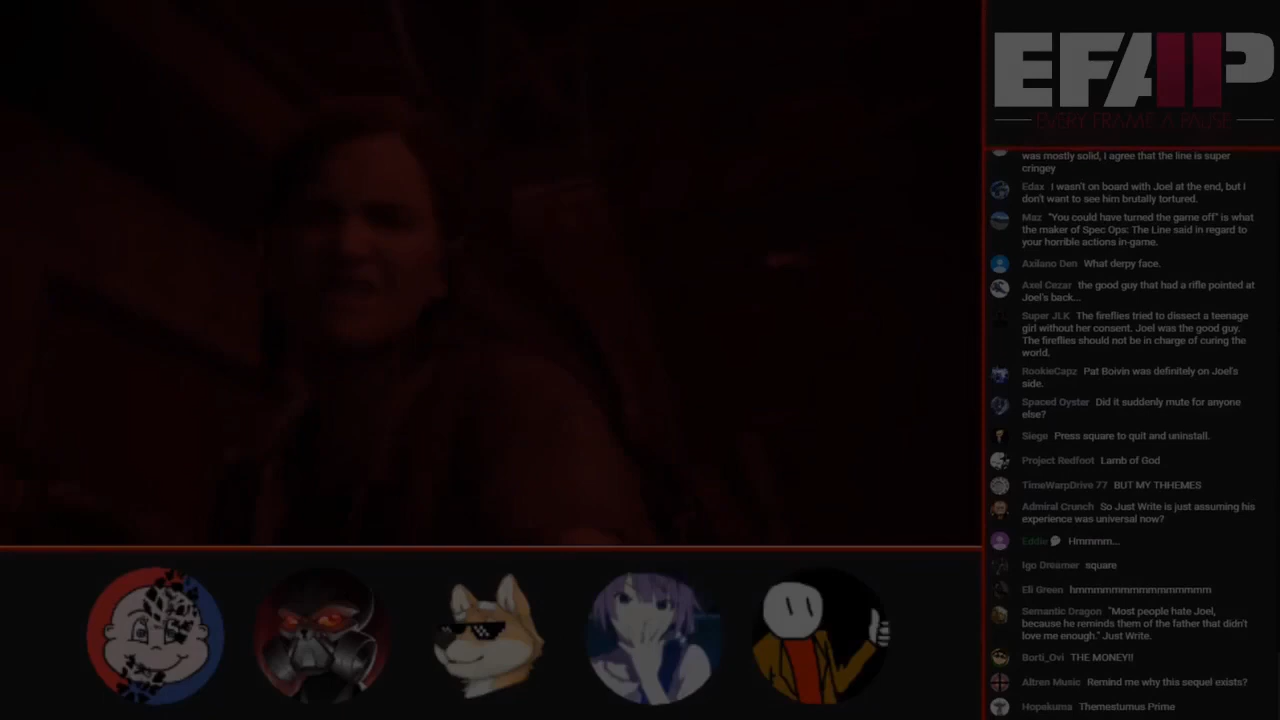 EFAP
EVERY FRAME A PAUSE
was mostly solid, I agree that the line is super
cringey
Edax I wasn't on board with Joel at the end, but I
don't want to see him brutally tortured.
Maz "You could have turned the game off" is what
the maker of Spec Ops: The Line said in regard to
your horrible actions in-game.
Axilano Den What derpy face.
Axel Cezar the good guy that had a rifle pointed at
Joel's back...
Super JLK The fireflies tried to dissect a teenage
girl without her consent. Joel was the good guy.
The fireflies should not be in charge of curing the
world.
RookieCapz Pat Boivin was definitely on Joel's
side.
Spaced Oyster Did it suddenly mute for anyone
else?
Siege Press square to quit and uninstall.
Project Redfoot Lamb of God
TimeWarpDrive 77 BUT MY THHEMES
Admiral Crunch So Just Write is just assuming his
experience was universal now?
Eddie Hmmmm...
Igo Dreamer square
Eli Green hmmmmmmmmmmmmmmmmm
Semantic Dragon "Most people hate Joel,
because he reminds them of the father that didn't
love me enough." Just Write.
Borti_Ovi THE MONEY!!
Altren Music Remind me why this sequel exists?
Hopekuma Themestumus Prime